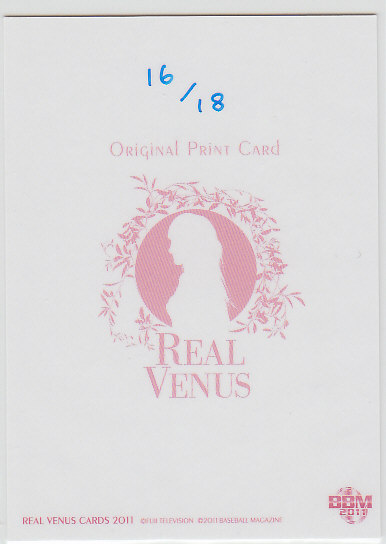 16/18
ORIGINAL PRINT CARD
REAL
VENUS
BBM
2011
REAL VENUS CARDS 2011 ©FUJI TELEVISION ©2011 BASEBALL MAGAZINE